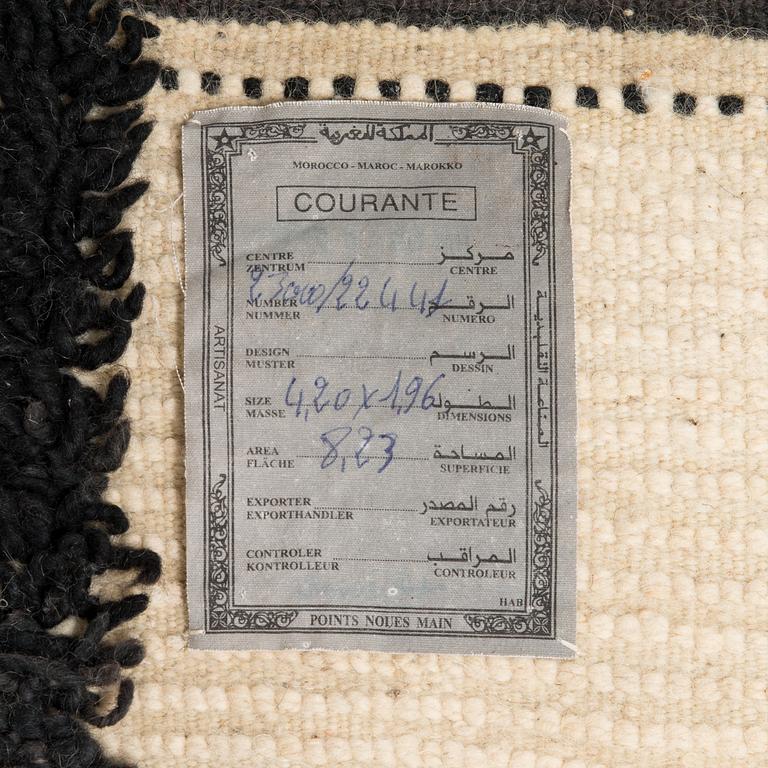 المملكة المغربية
MOROCCO - MAROC - MAROKKO
COURANTE
CENTRE مركز
ZENTRUM CENTRE
23000/22441
NUMBER الرقم
NUMMER NUMERO
DESIGN الرسم
MUSTER DESSIN
SIZE 4,20 x 1,96 الطول
MASSE DIMENSIONS
AREA 8,23 المساحة
FLÄCHE SUPERFICIE
EXPORTER رقم المصدر
EXPORTHANDLER EXPORTATEUR
CONTROLER المراقب
KONTROLLEUR CONTROLEUR
HAB
POINTS NOUES MAIN
ARTISANAT
الصناعة التقليدية